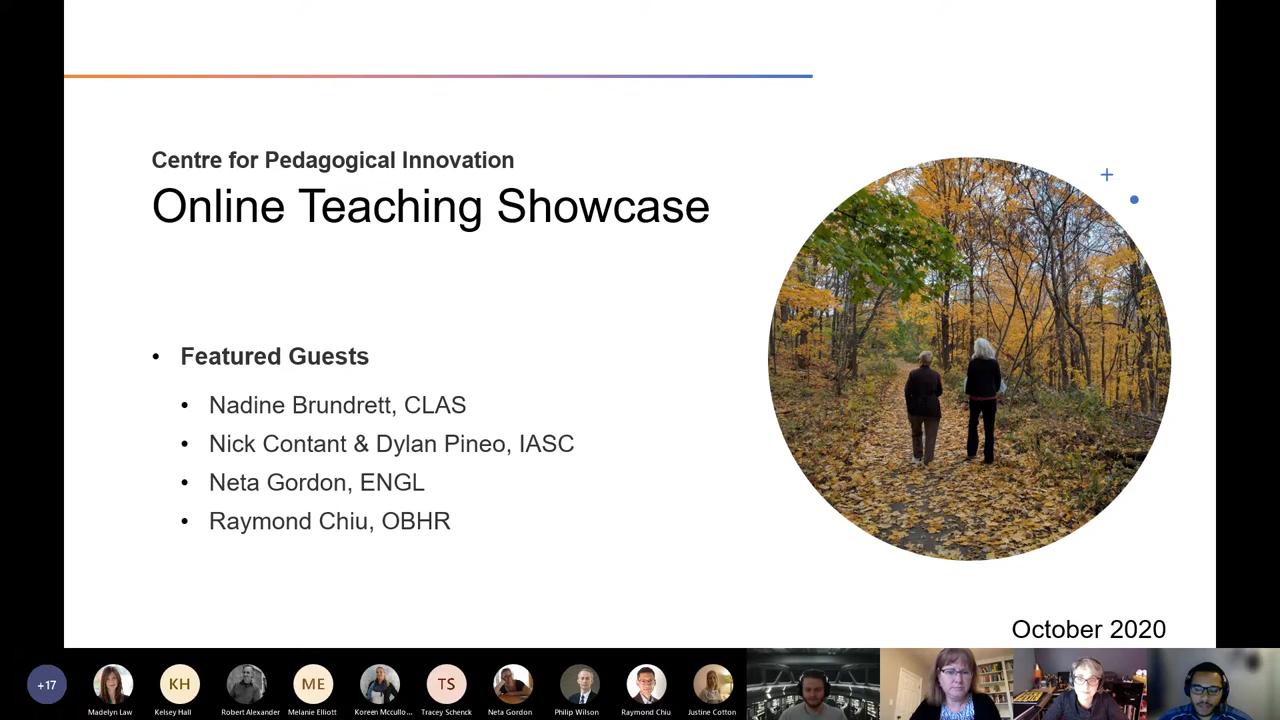 Centre for Pedagogical Innovation
Online Teaching Showcase
• Featured Guests
• Nadine Brundrett, CLAS
• Nick Contant & Dylan Pineo, IASC
• Neta Gordon, ENGL
• Raymond Chiu, OBHR
October 2020
+17
KH
ME
TS
Madelyn Law
Kelsey Hall
Robert Alexander
Melanie Elliott
Koreen Mccullo...
Tracey Schenck
Neta Gordon
Philip Wilson
Raymond Chiu
Justine Cotton